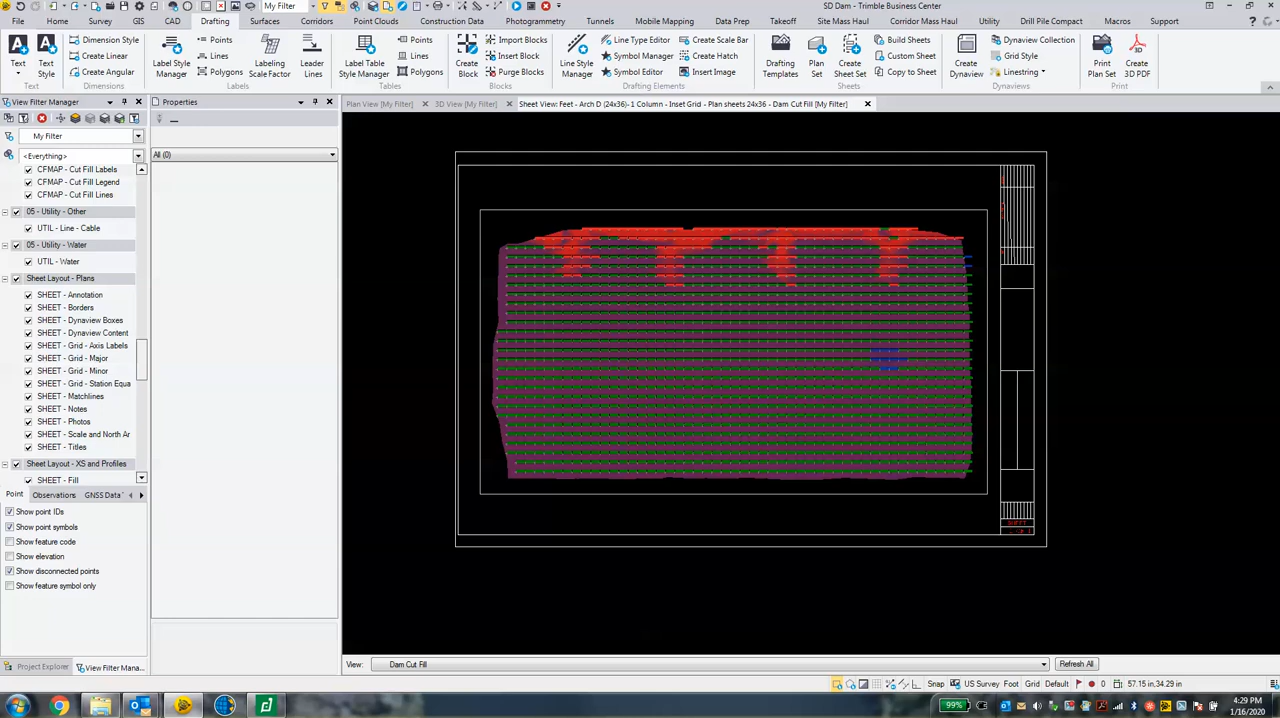 My Filter
SD Dam - Trimble Business Center
File Home Survey GIS CAD Drafting Surfaces Corridors Point Clouds Construction Data Photogrammetry Tunnels Mobile Mapping Data Prep Takeoff Site Mass Haul Corridor Mass Haul Utility Drill Pile Compact Macros Support
Dimension Style Points Points Import Blocks Line Type Editor Create Scale Bar Build Sheets Dynaview Collection
Create Linear Lines Lines Insert Block Symbol Manager Create Hatch Custom Sheet Grid Style
Create Angular Polygons Polygons Purge Blocks Symbol Editor Insert Image Copy to Sheet Linestring
Text Text Style Label Style Manager Labeling Scale Factor Leader Lines Label Table Style Manager Create Block Line Style Manager Drafting Templates Plan Set Create Sheet Set Create Dynaview Print Plan Set Create 3D PDF
Text Dimensions Labels Tables Blocks Drafting Elements Sheets Dynaviews Print
View Filter Manager Properties
Plan View [My Filter] 3D View [My Filter] Sheet View: Feet - Arch D (24x36)- 1 Column - Inset Grid - Plan sheets 24x36 - Dam Cut Fill [My Filter]
My Filter
<Everything> All (0)
CFMAP - Cut Fill Labels
CFMAP - Cut Fill Legend
CFMAP - Cut Fill Lines
05 - Utility - Other
UTIL - Line - Cable
05 - Utility - Water
UTIL - Water
Sheet Layout - Plans
SHEET - Annotation
SHEET - Borders
SHEET - Dynaview Boxes
SHEET - Dynaview Content
SHEET - Grid - Axis Labels
SHEET - Grid - Major
SHEET - Grid - Minor
SHEET - Grid - Station Equa
SHEET - Matchlines
SHEET - Notes
SHEET - Photos
SHEET - Scale and North Ar
SHEET - Titles
Sheet Layout - XS and Profiles
SHEET - Fill
Point Observations GNSS Data
Show point IDs
Show point symbols
Show feature code
Show elevation
Show disconnected points
Show feature symbol only
SHEET
Project Explorer View Filter Mana...
View: Dam Cut Fill Refresh All
Snap US Survey Foot Grid Default 0 57.15 in,34.29 in
99%
4:29 PM
1/16/2020